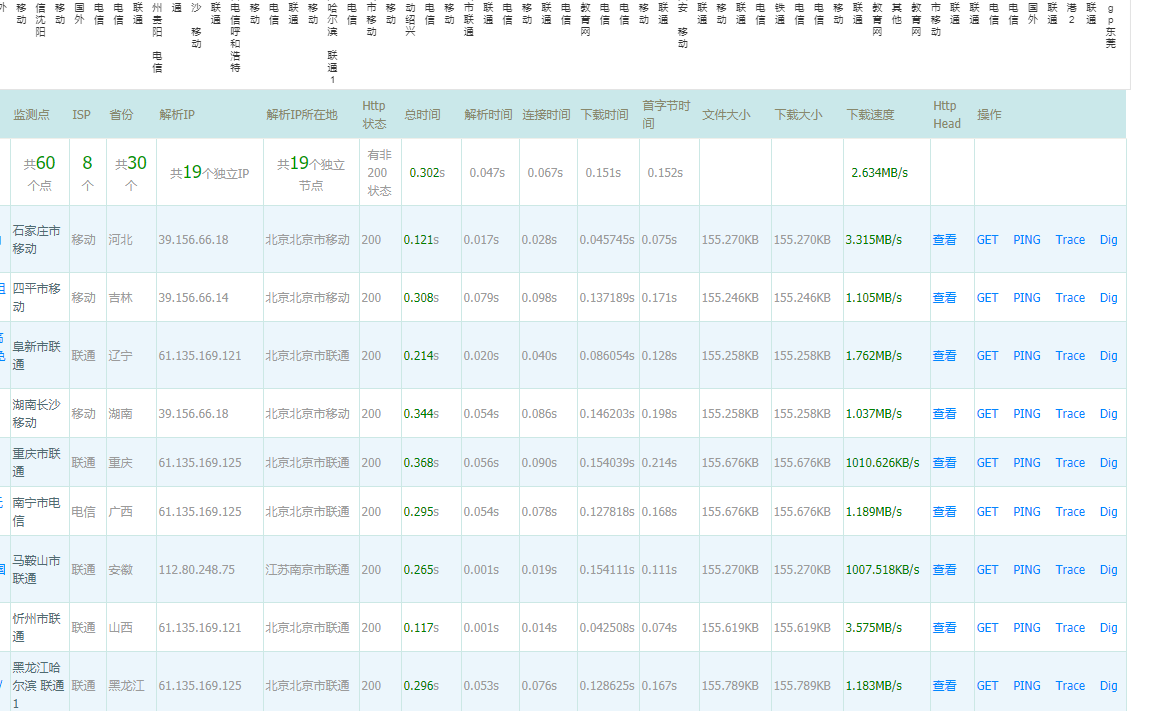 外
移动
信沈阳
移动
国外
电信
电信
联通
州贵阳 电信
通
沙 移动
联通
电信呼和浩特
移动
电信
联通
移动
哈尔滨 联通1
电信
市移动
移动
动绍兴
电信
移动
市联通
联通
电信
移动
联通
电信
教育网
电信
电信
移动
联通
安 移动
联通
移动
联通
电信
铁通
电信
电信
移动
联通
教育网
其他
教育网
市移动
联通
联通
电信
电信
国外
联通
港2
联通
gp东莞
监测点 ISP 省份 解析IP 解析IP所在地 Http状态 总时间 解析时间 连接时间 下载时间 首字节时间 文件大小 下载大小 下载速度 Http Head 操作
共60个点 8个 共30个 共19个独立IP 共19个独立节点 有非200状态 0.302s 0.047s 0.067s 0.151s 0.152s 2.634MB/s
石家庄市移动 移动 河北 39.156.66.18 北京北京市移动 200 0.121s 0.017s 0.028s 0.045745s 0.075s 155.270KB 155.270KB 3.315MB/s 查看 GET PING Trace Dig
四平市移动 移动 吉林 39.156.66.14 北京北京市移动 200 0.308s 0.079s 0.098s 0.137189s 0.171s 155.246KB 155.246KB 1.105MB/s 查看 GET PING Trace Dig
阜新市联通 联通 辽宁 61.135.169.121 北京北京市联通 200 0.214s 0.020s 0.040s 0.086054s 0.128s 155.258KB 155.258KB 1.762MB/s 查看 GET PING Trace Dig
湖南长沙移动 移动 湖南 39.156.66.18 北京北京市移动 200 0.344s 0.054s 0.086s 0.146203s 0.198s 155.258KB 155.258KB 1.037MB/s 查看 GET PING Trace Dig
重庆市联通 联通 重庆 61.135.169.125 北京北京市联通 200 0.368s 0.056s 0.090s 0.154039s 0.214s 155.676KB 155.676KB 1010.626KB/s 查看 GET PING Trace Dig
南宁市电信 电信 广西 61.135.169.125 北京北京市联通 200 0.295s 0.054s 0.078s 0.127818s 0.168s 155.676KB 155.676KB 1.189MB/s 查看 GET PING Trace Dig
马鞍山市联通 联通 安徽 112.80.248.75 江苏南京市联通 200 0.265s 0.001s 0.019s 0.154111s 0.111s 155.270KB 155.270KB 1007.518KB/s 查看 GET PING Trace Dig
忻州市联通 联通 山西 61.135.169.121 北京北京市联通 200 0.117s 0.001s 0.014s 0.042508s 0.074s 155.619KB 155.619KB 3.575MB/s 查看 GET PING Trace Dig
黑龙江哈尔滨 联通1 联通 黑龙江 61.135.169.125 北京北京市联通 200 0.296s 0.053s 0.076s 0.128625s 0.167s 155.789KB 155.789KB 1.183MB/s 查看 GET PING Trace Dig